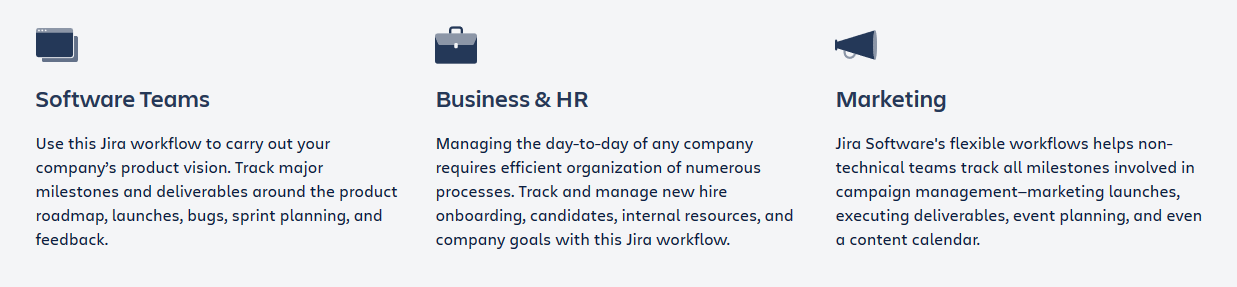 Software Teams
Use this Jira workflow to carry out your
company’s product vision. Track major
milestones and deliverables around the product
roadmap, launches, bugs, sprint planning, and
feedback.
Business & HR
Managing the day-to-day of any company
requires efficient organization of numerous
processes. Track and manage new hire
onboarding, candidates, internal resources, and
company goals with this Jira workflow.
Marketing
Jira Software's flexible workflows helps non-
technical teams track all milestones involved in
campaign management—marketing launches,
executing deliverables, event planning, and even
a content calendar.